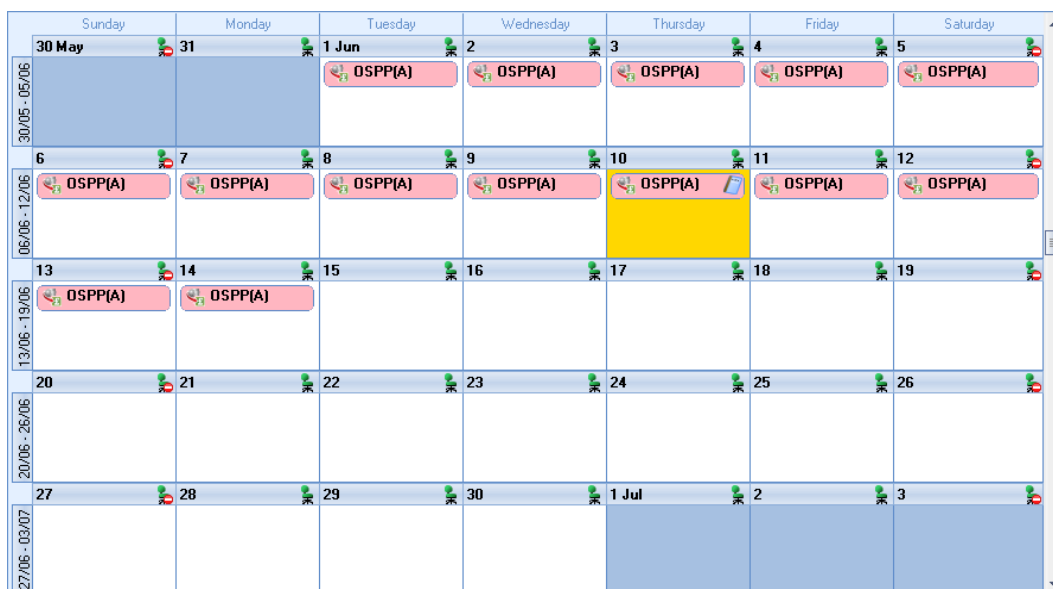 Sunday Monday Tuesday Wednesday Thursday Friday Saturday
30 May 31 1 Jun 2 3 4 5
30/05 - 05/06
OSPP(A) OSPP(A) OSPP(A) OSPP(A) OSPP(A)
6 7 8 9 10 11 12
06/06 - 12/06
OSPP(A) OSPP(A) OSPP(A) OSPP(A) OSPP(A) OSPP(A) OSPP(A)
13 14 15 16 17 18 19
13/06 - 19/06
OSPP(A) OSPP(A)
20 21 22 23 24 25 26
20/06 - 26/06
27 28 29 30 1 Jul 2 3
27/06 - 03/07